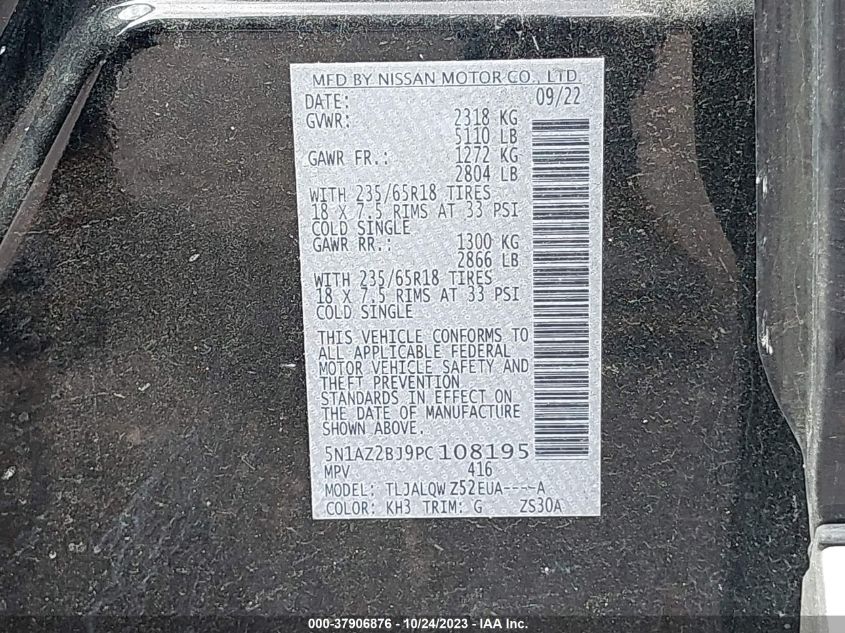 MFD BY NISSAN MOTOR CO., LTD.
DATE: 09/22
GVWR: 2318 KG
5110 LB
GAWR FR.: 1272 KG
2804 LB
WITH 235/65R18 TIRES
18 X 7.5 RIMS AT 33 PSI
COLD SINGLE
GAWR RR.: 1300 KG
2866 LB
WITH 235/65R18 TIRES
18 X 7.5 RIMS AT 33 PSI
COLD SINGLE
THIS VEHICLE CONFORMS TO
ALL APPLICABLE FEDERAL
MOTOR VEHICLE SAFETY AND
THEFT PREVENTION
STANDARDS IN EFFECT ON
THE DATE OF MANUFACTURE
SHOWN ABOVE.
5N1AZ2BJ9PC108195
MPV 416
MODEL: TLJALQW Z52EUA----A
COLOR: KH3 TRIM: G ZS30A
000-37906876 - 10/24/2023 - IAA Inc.